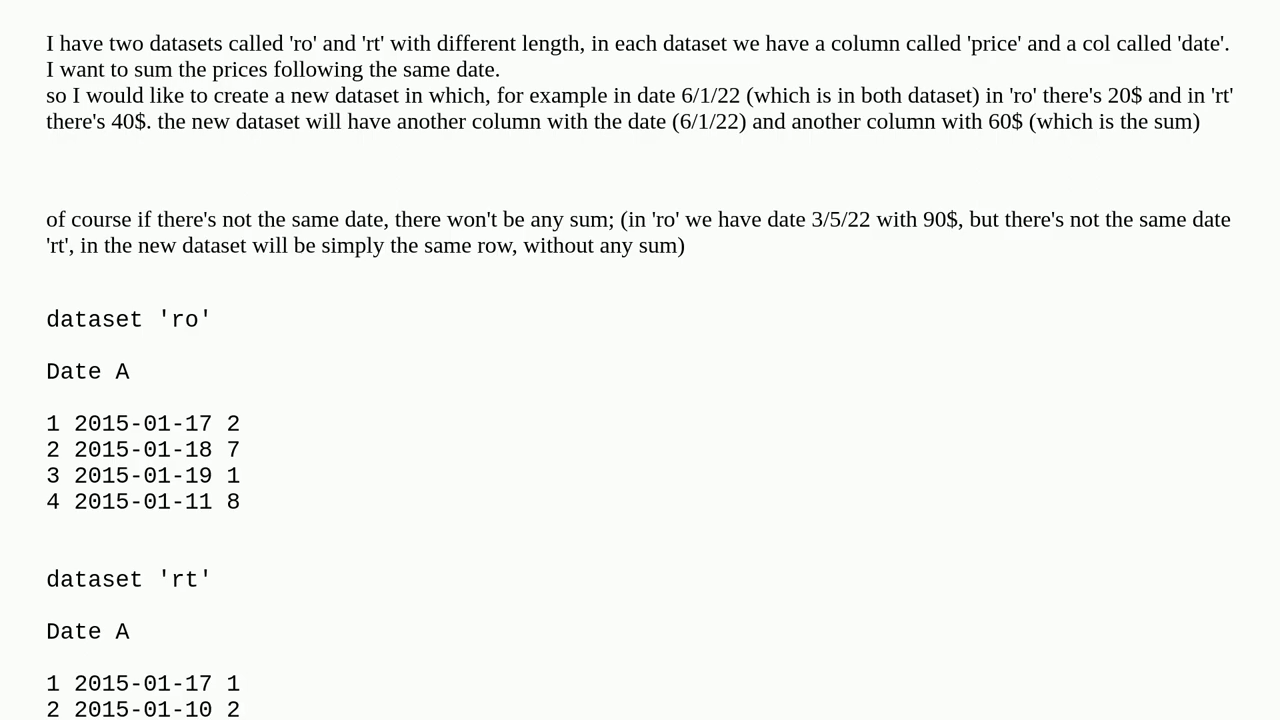 I have two datasets called 'ro' and 'rt' with different length, in each dataset we have a column called 'price' and a col called 'date'.
I want to sum the prices following the same date.
so I would like to create a new dataset in which, for example in date 6/1/22 (which is in both dataset) in 'ro' there's 20$ and in 'rt'
there's 40$. the new dataset will have another column with the date (6/1/22) and another column with 60$ (which is the sum)
of course if there's not the same date, there won't be any sum; (in 'ro' we have date 3/5/22 with 90$, but there's not the same date
'rt', in the new dataset will be simply the same row, without any sum)
dataset 'ro'
Date A
1 2015-01-17 2
2 2015-01-18 7
3 2015-01-19 1
4 2015-01-11 8
dataset 'rt'
Date A
1 2015-01-17 1
2 2015-01-10 2